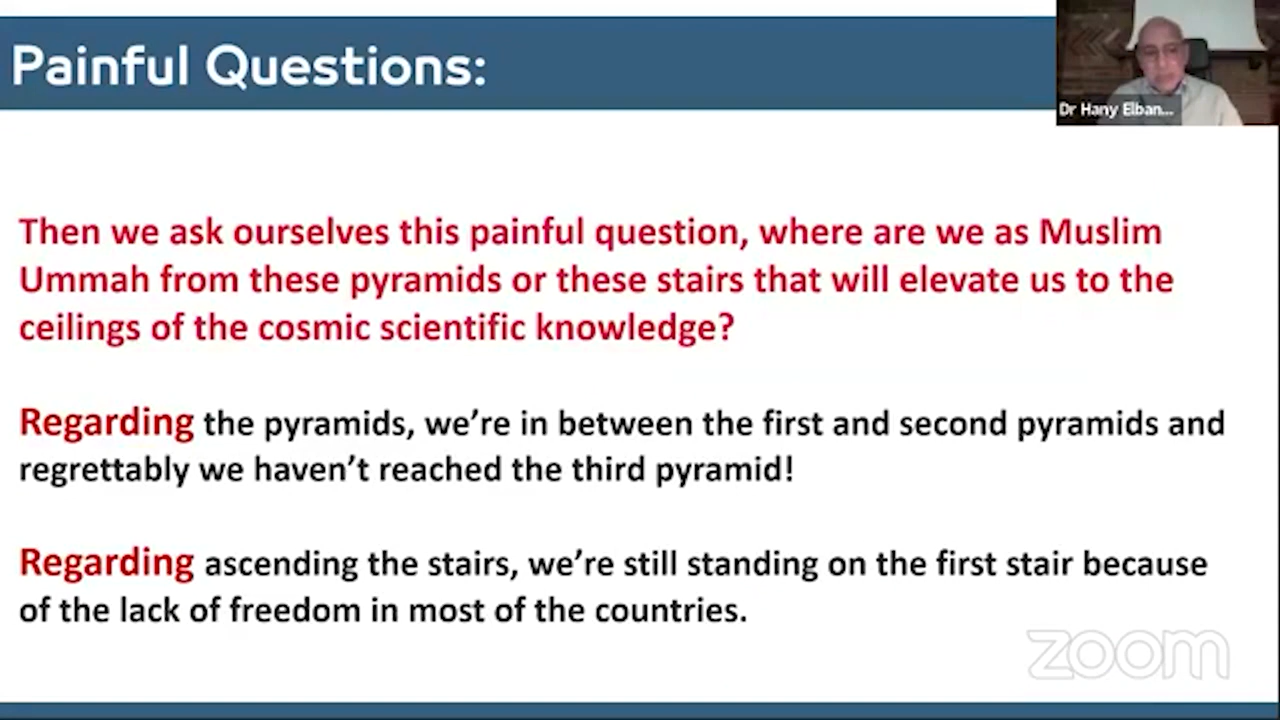 Painful Questions:
Dr Hany Elban...
Then we ask ourselves this painful question, where are we as Muslim
Ummah from these pyramids or these stairs that will elevate us to the
ceilings of the cosmic scientific knowledge?
Regarding the pyramids, we’re in between the first and second pyramids and
regrettably we haven’t reached the third pyramid!
Regarding ascending the stairs, we’re still standing on the first stair because
of the lack of freedom in most of the countries.
zoom